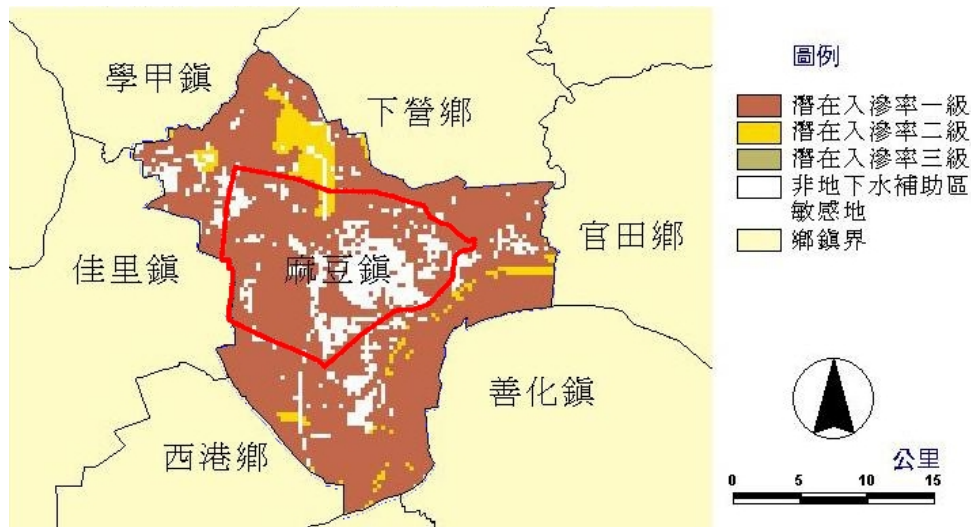 學甲鎮
下營鄉
佳里鎮
麻豆鎮
官田鄉
善化鎮
西港鄉
圖例
潛在入滲率一級
潛在入滲率二級
潛在入滲率三級
非地下水補助區
敏感地
鄉鎮界
公里
0 5 10 15